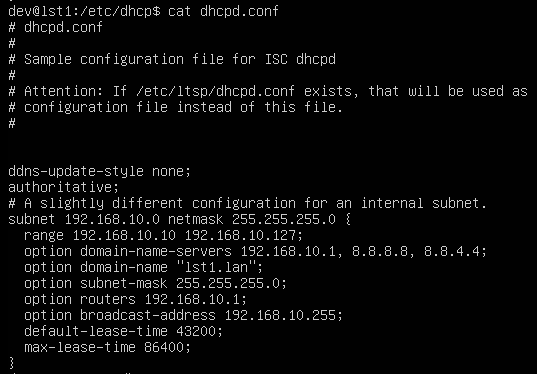 dev@lst1:/etc/dhcp$ cat dhcpd.conf
# dhcpd.conf
#
# Sample configuration file for ISC dhcpd
#
# Attention: If /etc/ltsp/dhcpd.conf exists, that will be used as
# configuration file instead of this file.
#
ddns-update-style none;
authoritative;
# A slightly different configuration for an internal subnet.
subnet 192.168.10.0 netmask 255.255.255.0 {
  range 192.168.10.10 192.168.10.127;
  option domain-name-servers 192.168.10.1, 8.8.8.8, 8.8.4.4;
  option domain-name "lst1.lan";
  option subnet-mask 255.255.255.0;
  option routers 192.168.10.1;
  option broadcast-address 192.168.10.255;
  default-lease-time 43200;
  max-lease-time 86400;
}